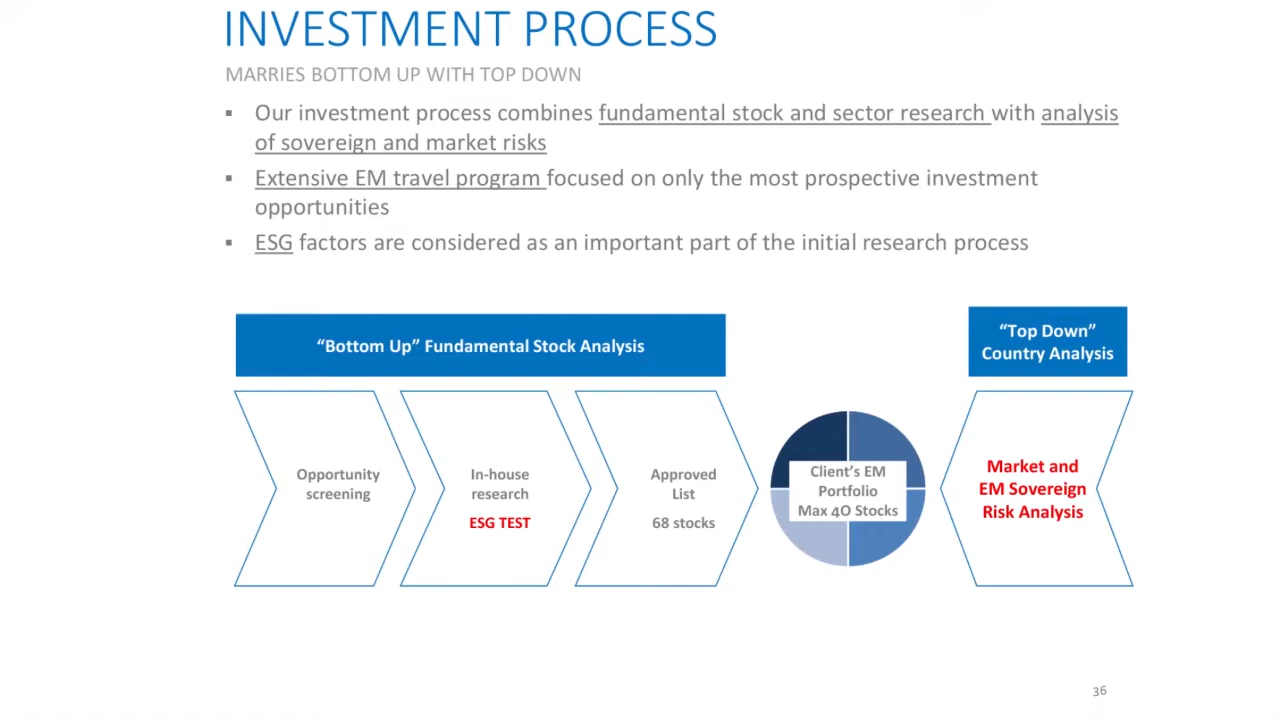 INVESTMENT PROCESS
MARRIES BOTTOM UP WITH TOP DOWN
▪ Our investment process combines fundamental stock and sector research with analysis
of sovereign and market risks
▪ Extensive EM travel program focused on only the most prospective investment
opportunities
▪ ESG factors are considered as an important part of the initial research process
“Bottom Up” Fundamental Stock Analysis
“Top Down”
Country Analysis
Opportunity
screening
In-house
research
ESG TEST
Approved
List
68 stocks
Client’s EM
Portfolio
Max 4O Stocks
Market and
EM Sovereign
Risk Analysis
36